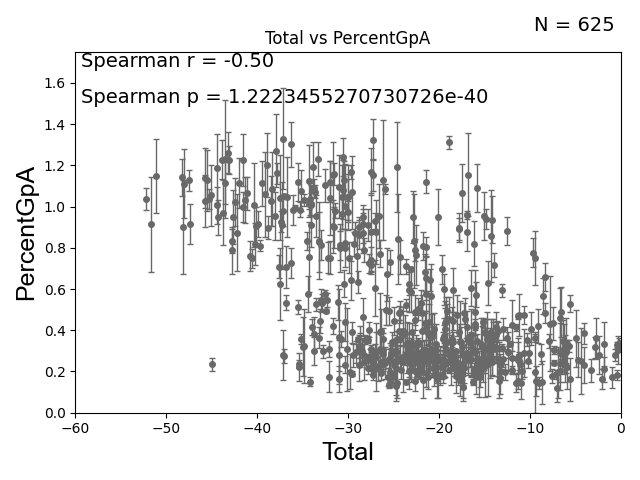 N = 625
Total vs PercentGpA
Spearman r = -0.50
Spearman p = 1.2223455270730726e-40
PercentGpA
1.6
1.4
1.2
1.0
0.8
0.6
0.4
0.2
0.0
−60 −50 −40 −30 −20 −10 0
Total